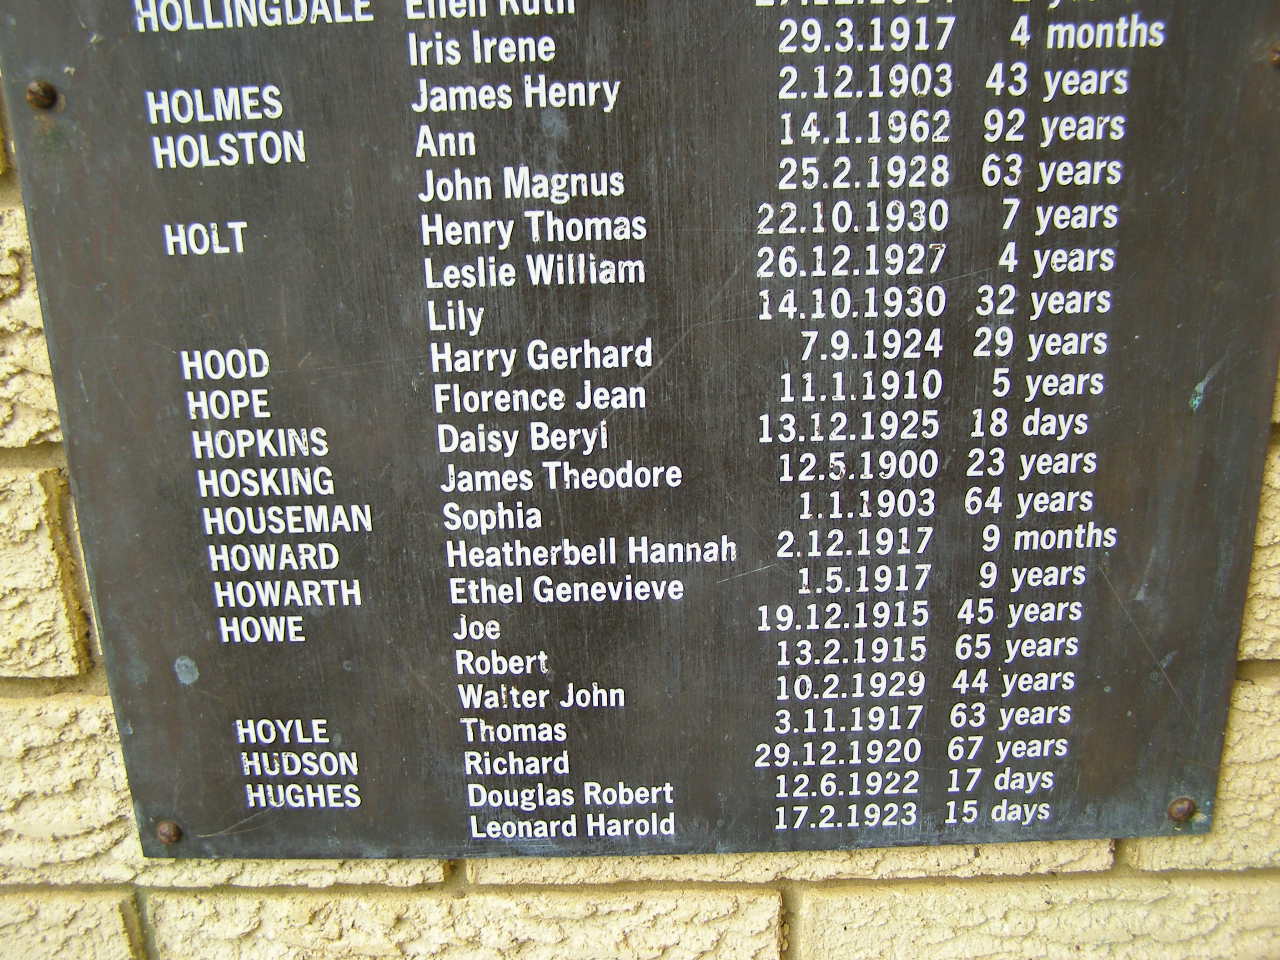 HOLLINGDALE Ellen Ruth
Iris Irene 29.3.1917 4 months
HOLMES James Henry 2.12.1903 43 years
HOLSTON Ann 14.1.1962 92 years
John Magnus 25.2.1928 63 years
HOLT Henry Thomas 22.10.1930 7 years
Leslie William 26.12.1927 4 years
Lily 14.10.1930 32 years
HOOD Harry Gerhard 7.9.1924 29 years
HOPE Florence Jean 11.1.1910 5 years
HOPKINS Daisy Beryl 13.12.1925 18 days
HOSKING James Theodore 12.5.1900 23 years
HOUSEMAN Sophia 1.1.1903 64 years
HOWARD Heatherbell Hannah 2.12.1917 9 months
HOWARTH Ethel Genevieve 1.5.1917 9 years
HOWE Joe 19.12.1915 45 years
Robert 13.2.1915 65 years
Walter John 10.2.1929 44 years
HOYLE Thomas 3.11.1917 63 years
HUDSON Richard 29.12.1920 67 years
HUGHES Douglas Robert 12.6.1922 17 days
Leonard Harold 17.2.1923 15 days